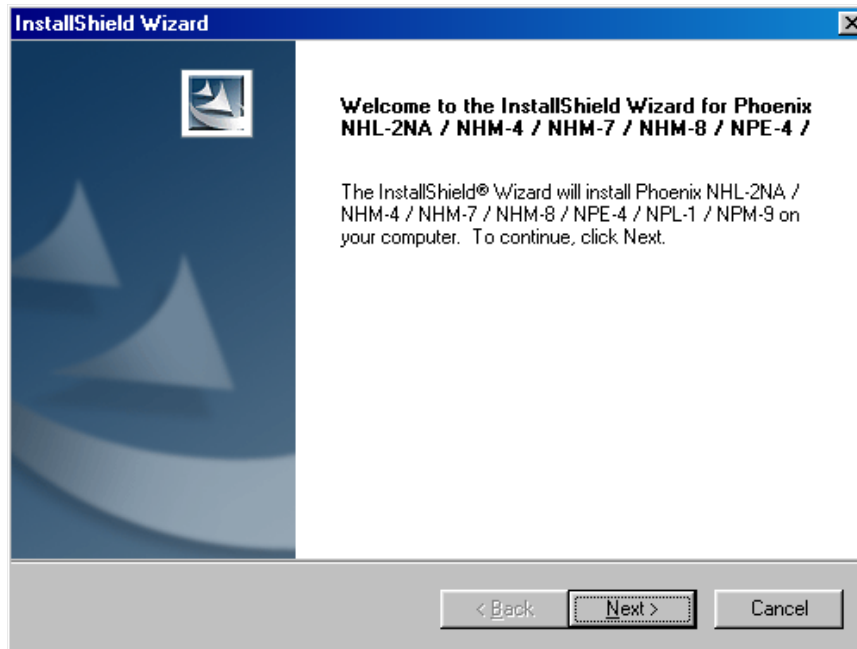 InstallShield Wizard
Welcome to the InstallShield Wizard for Phoenix
NHL-2NA / NHM-4 / NHM-7 / NHM-8 / NPE-4 /
The InstallShield® Wizard will install Phoenix NHL-2NA /
NHM-4 / NHM-7 / NHM-8 / NPE-4 / NPL-1 / NPM-9 on
your computer. To continue, click Next.
< Back
Next >
Cancel